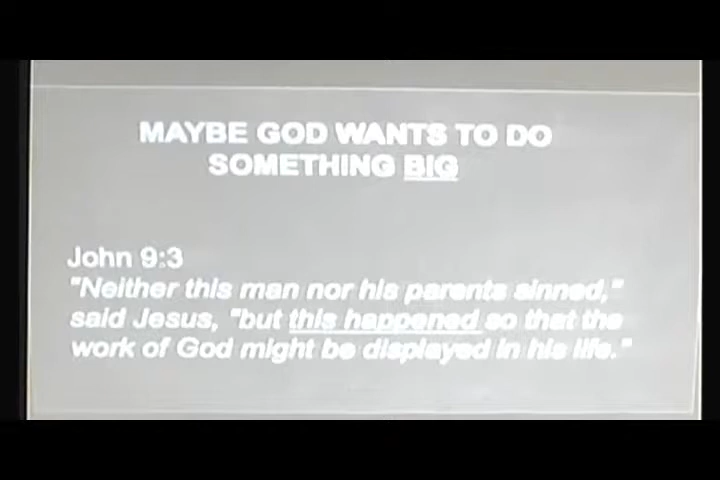 MAYBE GOD WANTS TO DO
SOMETHING BIG
John 9:3
"Neither this man nor his parents sinned,"
said Jesus, "but this happened so that the
work of God might be displayed in his life."